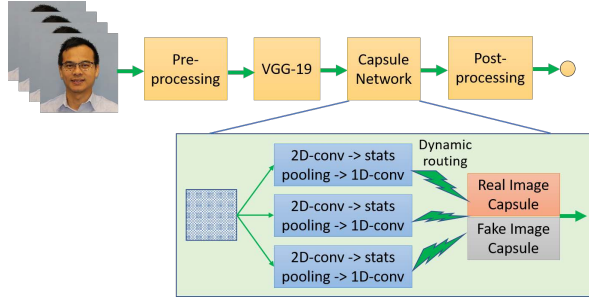 Pre-
processing
VGG-19
Capsule
Network
Post-
processing
2D-conv -> stats
pooling -> 1D-conv
2D-conv -> stats
pooling -> 1D-conv
2D-conv -> stats
pooling -> 1D-conv
Dynamic
routing
Real Image
Capsule
Fake Image
Capsule